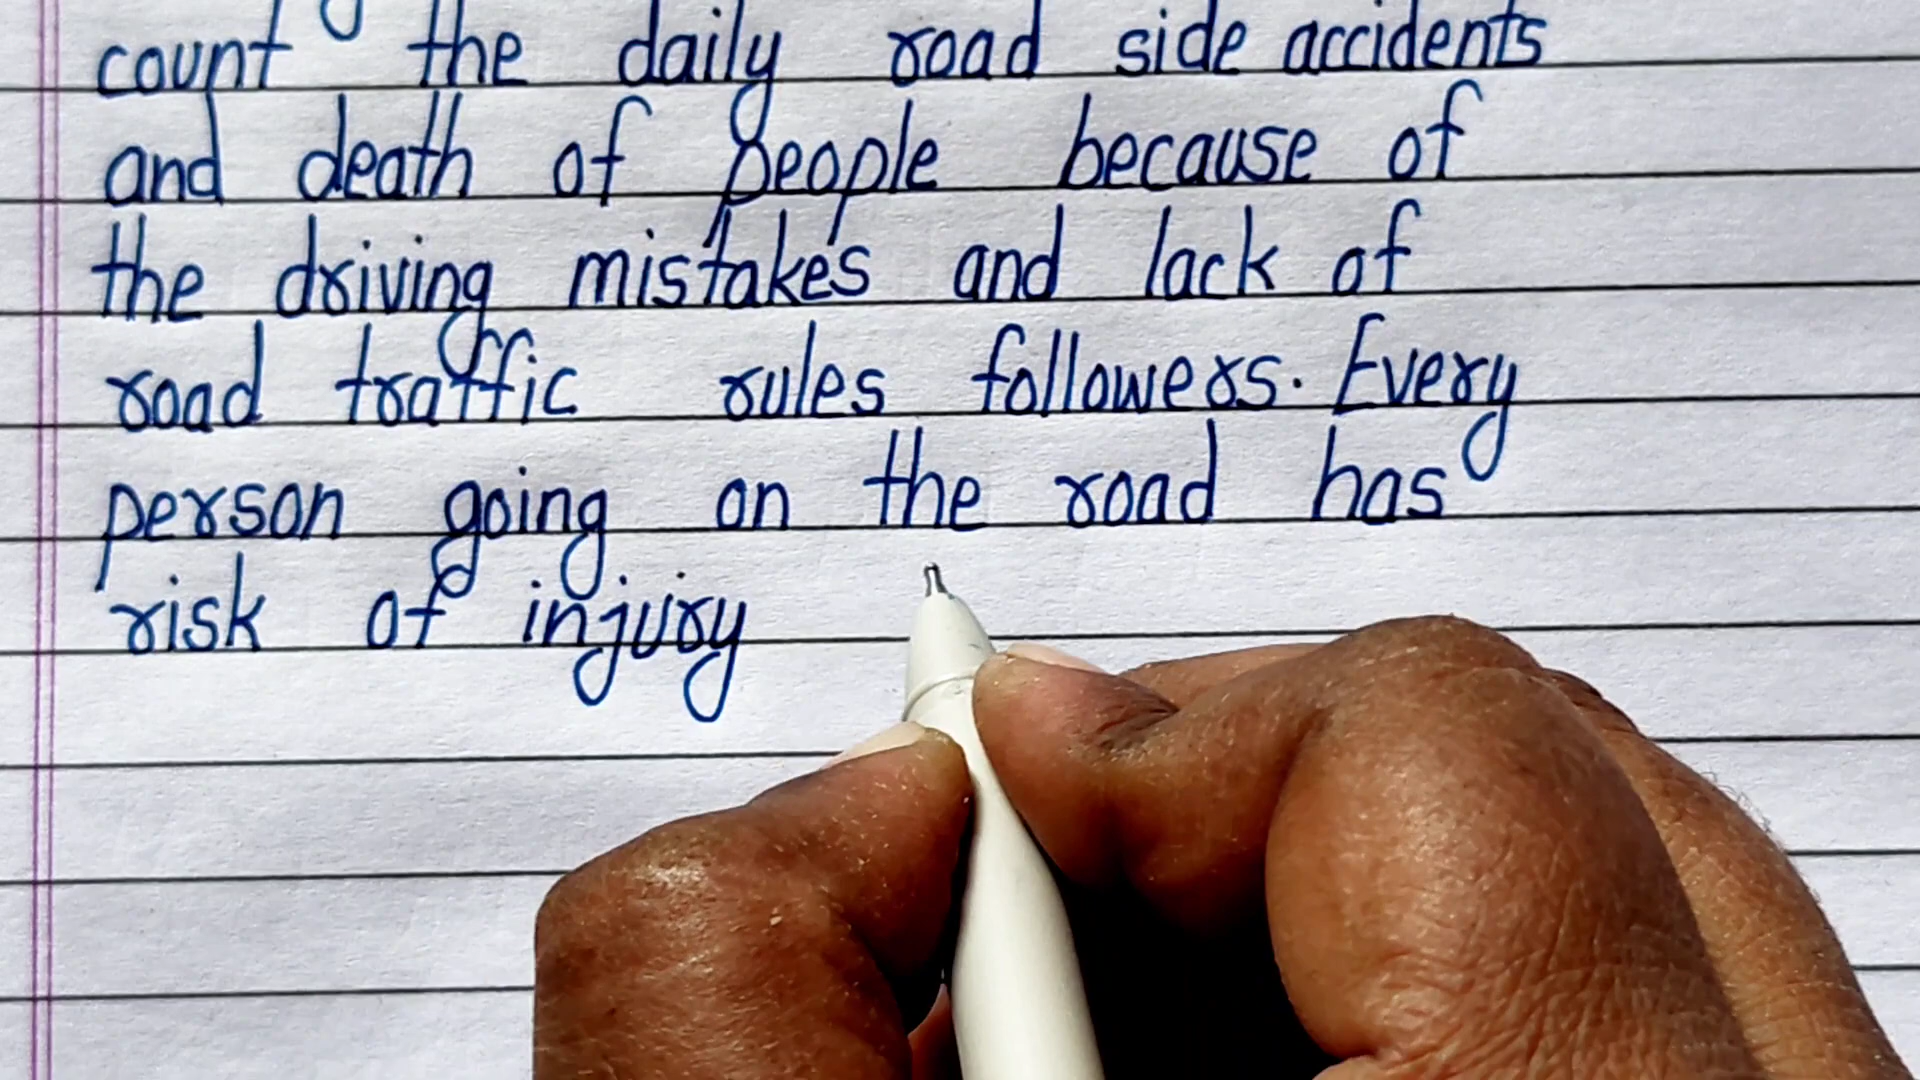 count the daily road side accidents
and death of people because of
the driving mistakes and lack of
road traffic rules followers. Every
person going on the road has
risk of injury